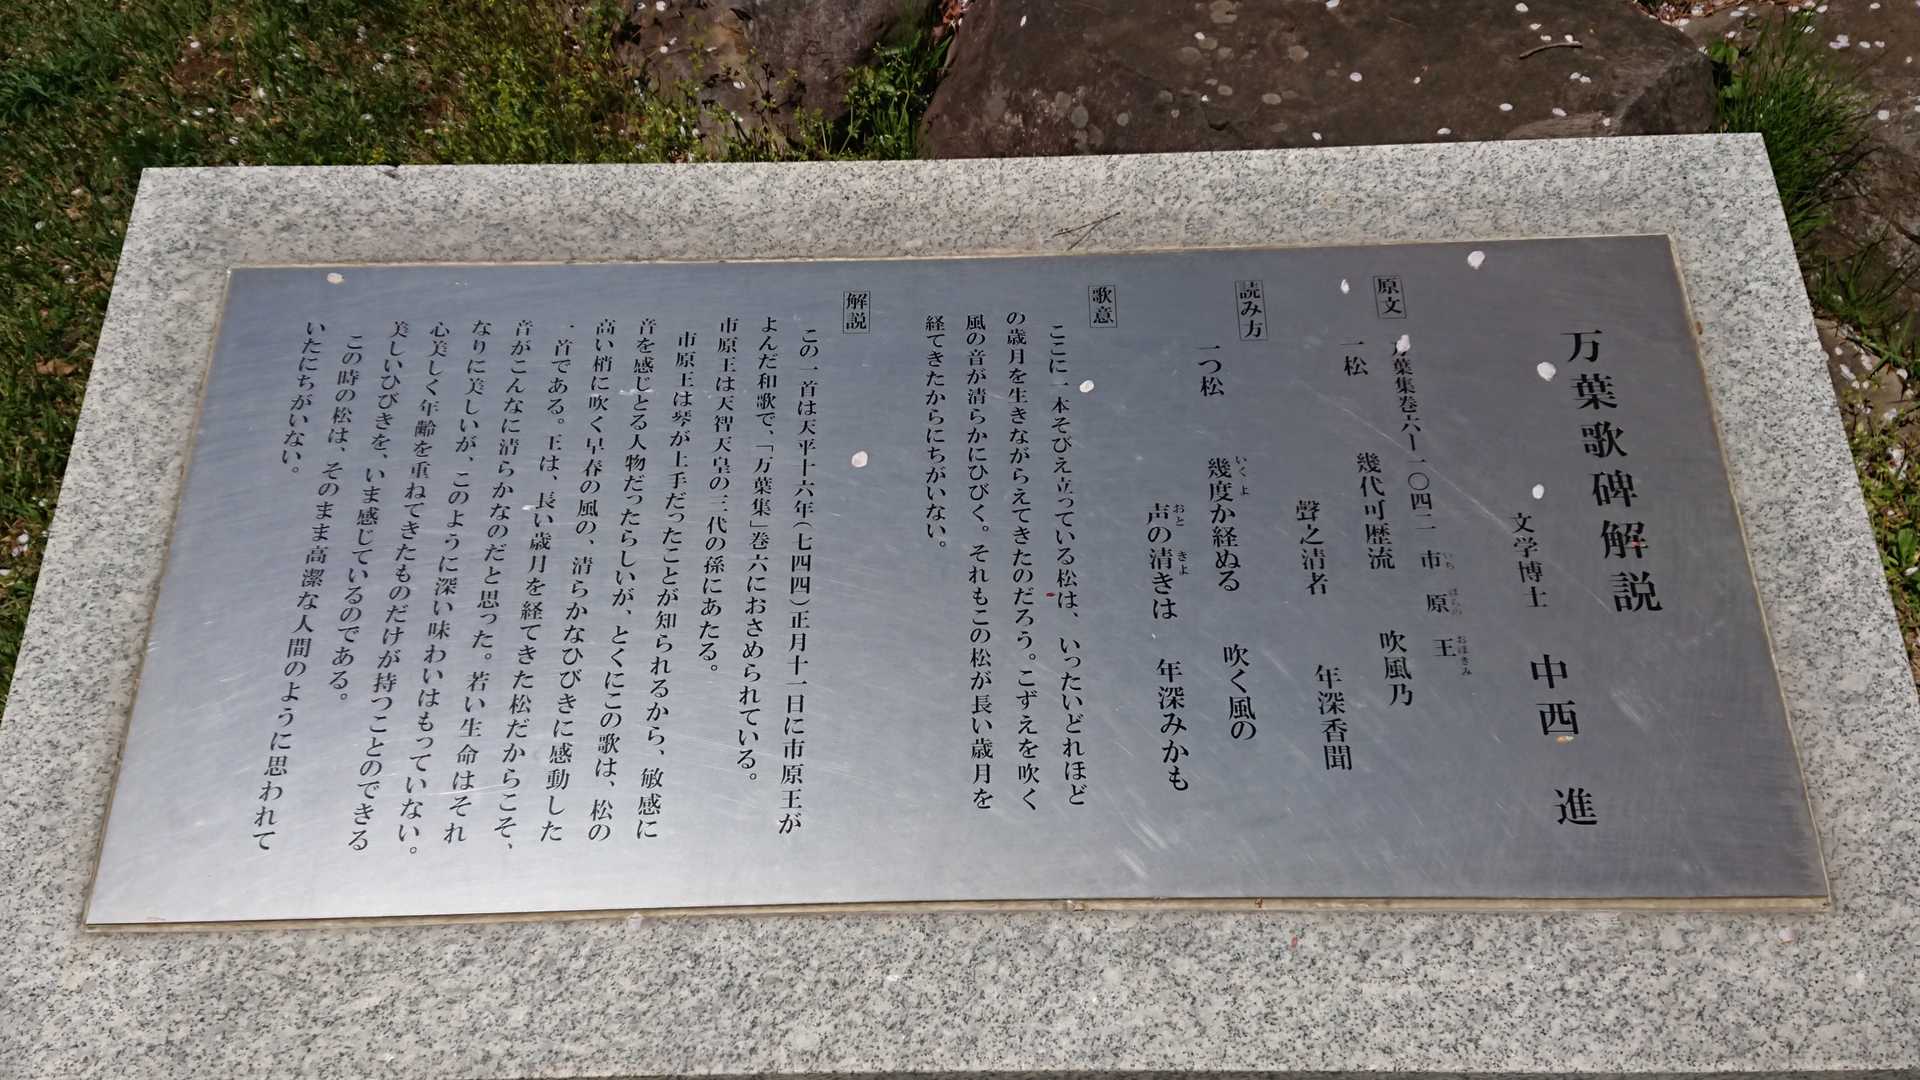 万葉歌碑解説
文学博士 中西 進
原文
万葉集巻六ー一〇四二 市原王
いち はらの おほきみ
一松 幾代可歴流 吹風乃
聲之清者 年深香聞
読み方
一つ松 幾度か経ぬる 吹く風の
いくよ
声の清きは 年深みかも
おと きよ
歌意
ここに一本そびえ立っている松は、いったいどれほど
の歳月を生きながらえてきたのだろう。こずえを吹く
風の音が清らかにひびく。それもこの松が長い歳月を
経てきたからにちがいない。
解説
この一首は天平十六年(七四四)正月十一日に市原王が
よんだ和歌で、「万葉集」巻六におさめられている。
市原王は天智天皇の三代の孫にあたる。
市原王は琴が上手だったことが知られるから、敏感に
音を感じとる人物だったらしいが、とくにこの歌は、松の
高い梢に吹く早春の風の、清らかなひびきに感動した
一首である。王は、長い歳月を経てきた松だからこそ、
音がこんなに清らかなのだと思った。若い生命はそれ
なりに美しいが、このように深い味わいはもっていない。
心美しく年齢を重ねてきたものだけが持つことのできる
美しいひびきを、いま感じているのである。
この時の松は、そのまま高潔な人間のように思われて
いたにちがいない。